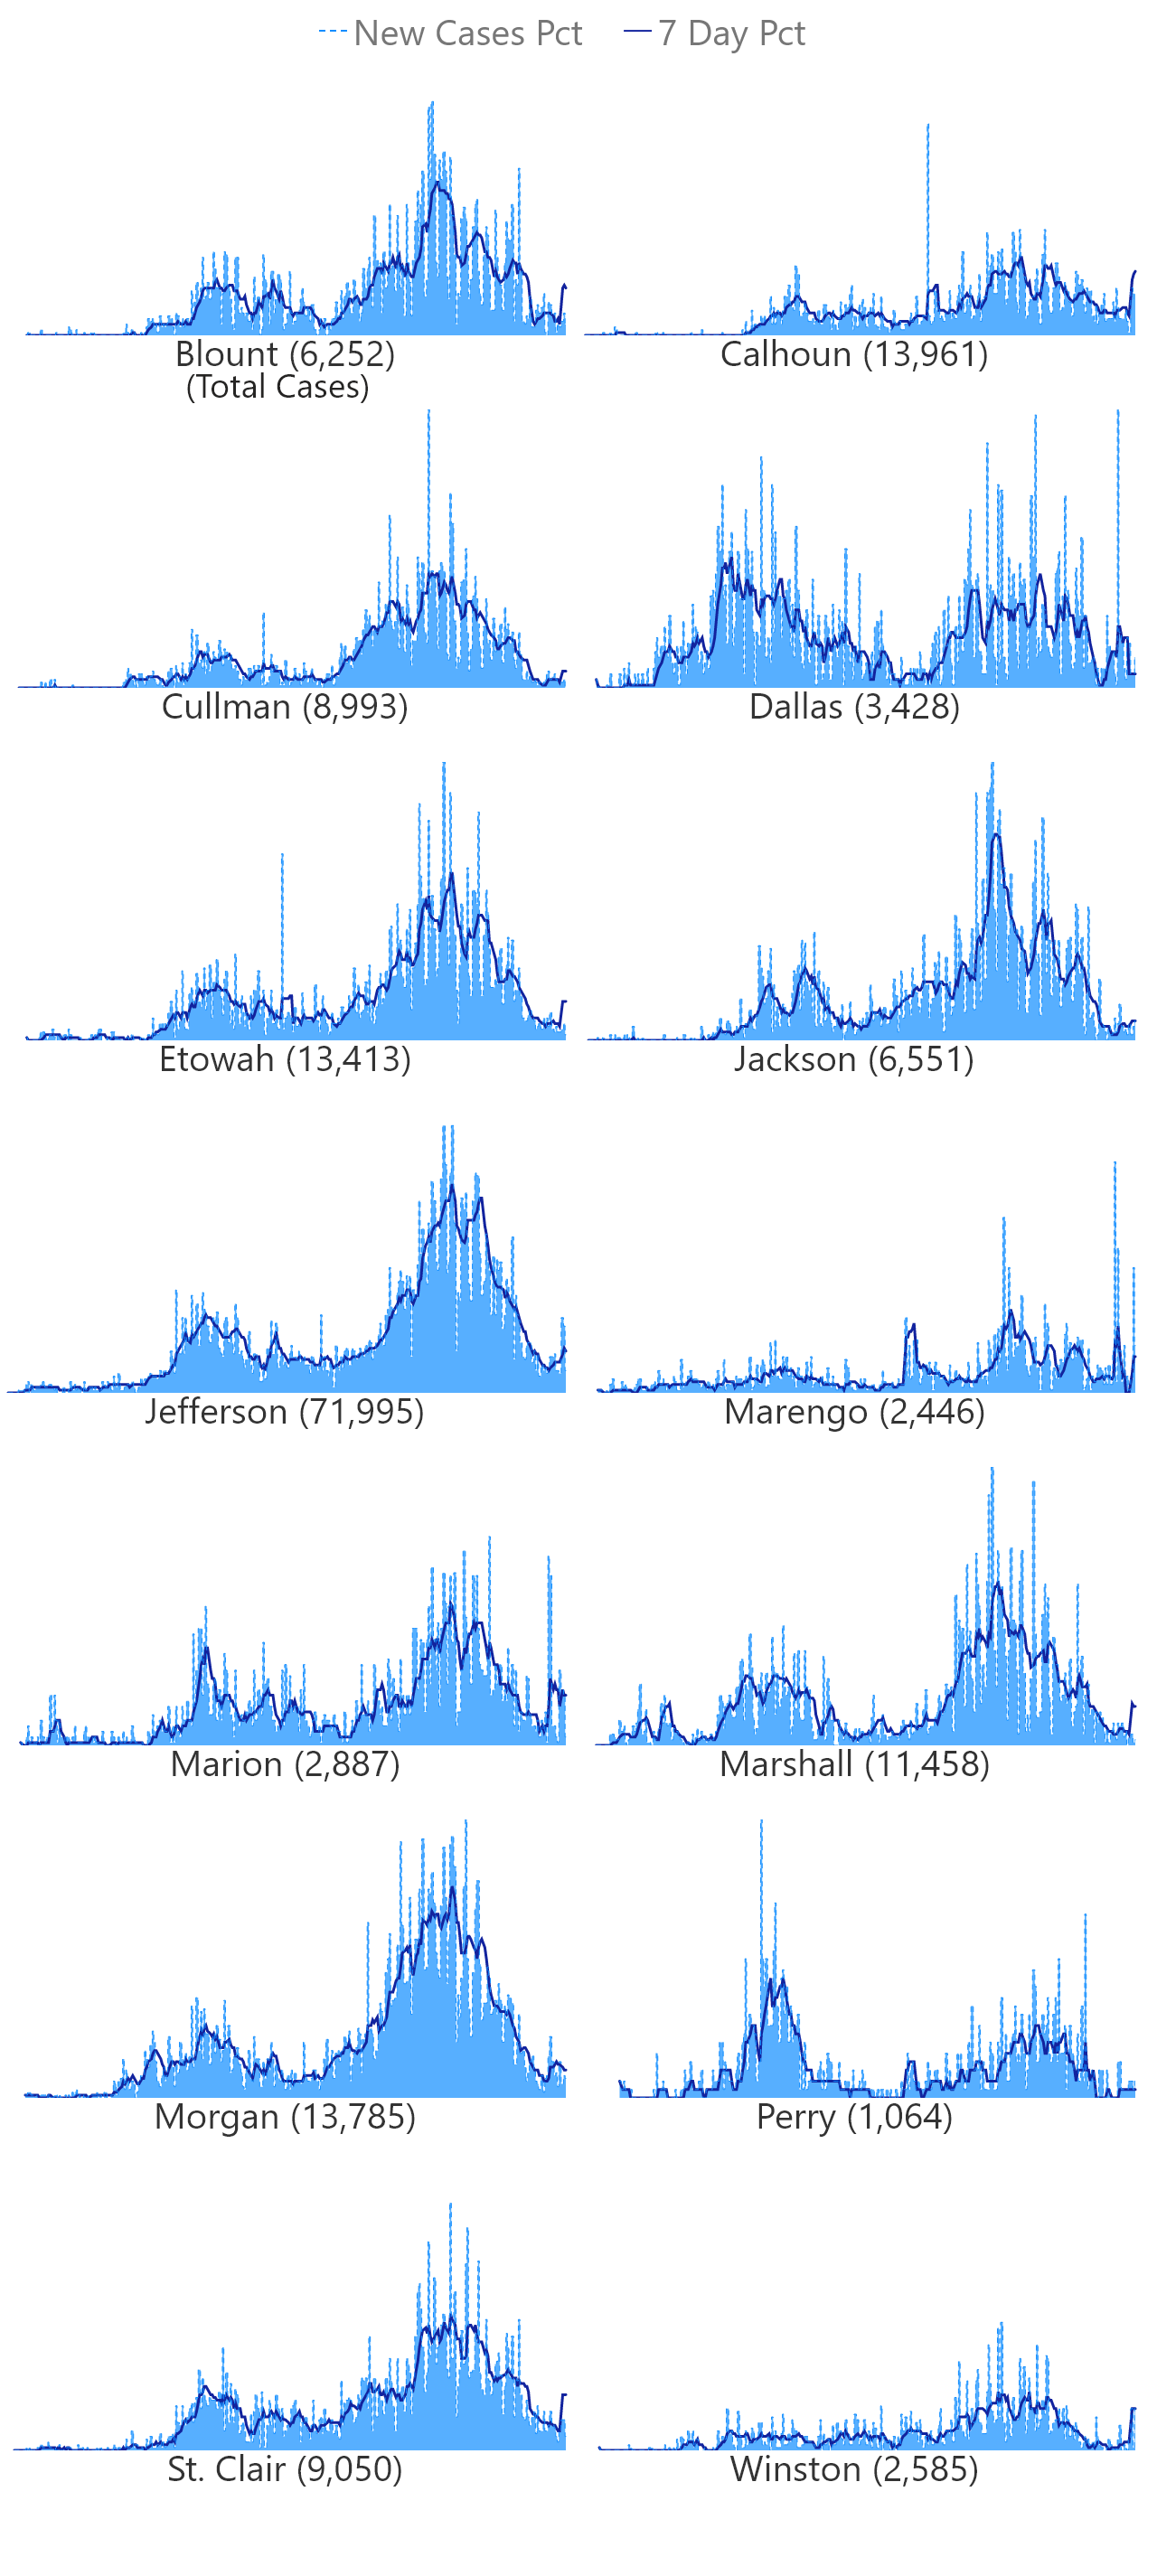 New Cases Pct 7 Day Pct
Blount (6,252) Calhoun (13,961)
(Total Cases)
Cullman (8,993) Dallas (3,428)
Etowah (13,413) Jackson (6,551)
Jefferson (71,995) Marengo (2,446)
Marion (2,887) Marshall (11,458)
Morgan (13,785) Perry (1,064)
St. Clair (9,050) Winston (2,585)